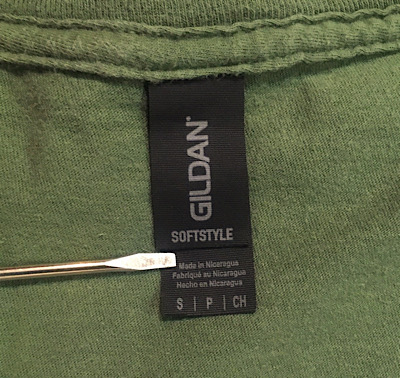 GILDAN
SOFTSTYLE
Made in Nicaragua
Fabriqué au Nicaragua
Hecho en Nicaragua
S | P | CH